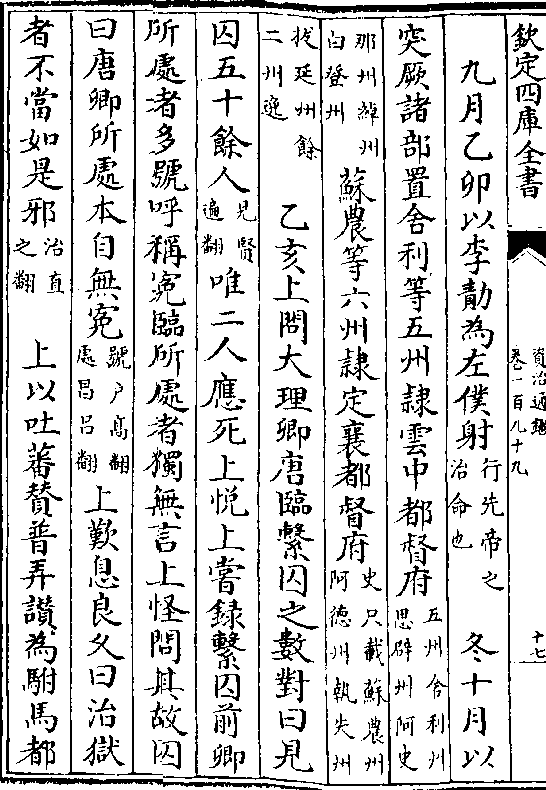 欽定四庫全書
資治通鑑
卷一百九十九
十七
九月乙卯以李勣為左僕射行先帝之治命也冬十月以
突厥諸部置舍利等五州隸雲中都督府五州舍利州思辟州阿史
那州綽州白登州蘇農等六州隸定襄都督府史只載蘇農州阿德州執失州
拔延州餘二州逸乙亥上問大理卿唐臨繫囚之數對曰見
囚五十餘人見賢遍翻唯二人應死上悦上嘗録繫囚前卿
所處者多號呼稱寃臨所處者獨無言上怪問其故囚
曰唐卿所處本自無寃號户高翻處昌吕翻上歎息良久曰治獄
者不當如是邪治直之翻上以吐蕃贊普弄讃為駙馬都